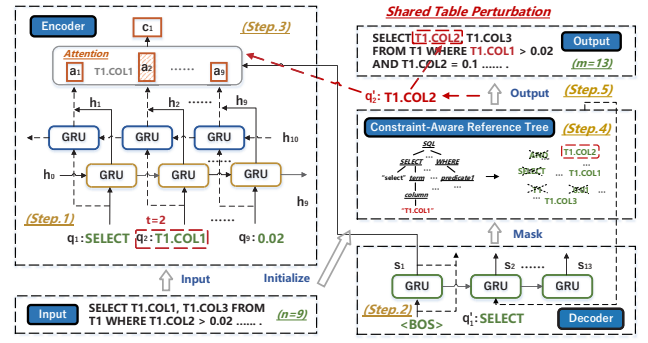 Shared Table Perturbation
Encoder
(Step.3)
c1
Attention
a1
T1.COL1
a2
......
a9
h1
h2
......
h9
GRU
GRU
GRU
h10
h0
GRU
GRU
GRU
h9
......
(Step.1)
t=2
......
q1:SELECT
q2:T1.COL1
q9:0.02
Input
Initialize
Input
SELECT T1.COL1, T1.COL3 FROM
T1 WHERE T1.COL2 > 0.02 ...... .
(n=9)
SELECT T1.COL2, T1.COL3
FROM T1 WHERE T1.COL1 > 0.02
AND T1.COL2 = 0.1 ...... .
Output
(m=13)
q'2: T1.COL2
Output
(Step.5)
Constraint-Aware Reference Tree
(Step.4)
SQL
...
SELECT
WHERE
"select"
term
...
predicate1
...
column
...
"T1.COL1"
AND
T1.COL2
SELECT
...
T1.COL1
T1
...
T1.COL3
Mask
s1
s2
......
s13
GRU
GRU
GRU
(Step.2)
<BOS>
q'1:SELECT
Decoder